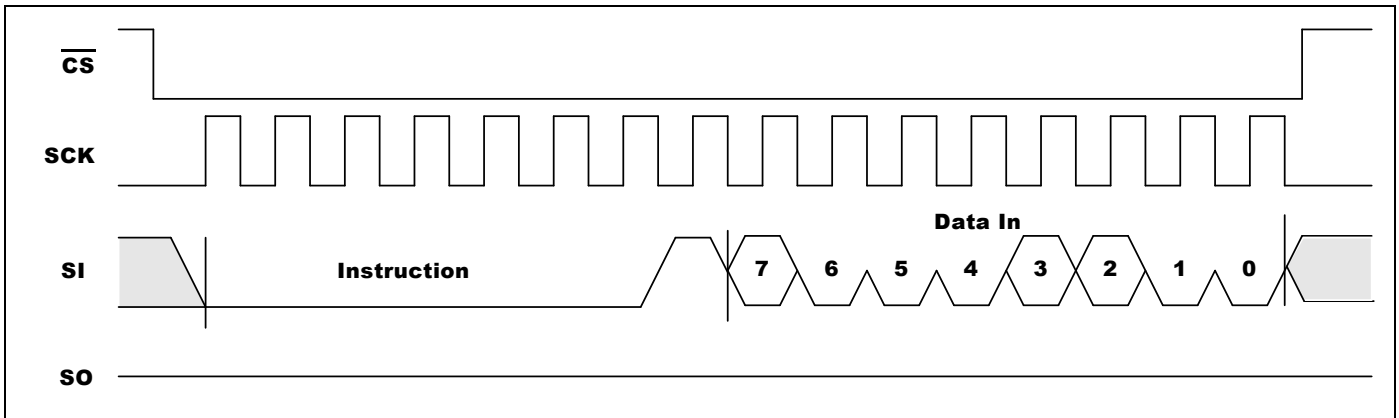 CS
SCK
Data In
SI Instruction 7 6 5 4 3 2 1 0
SO